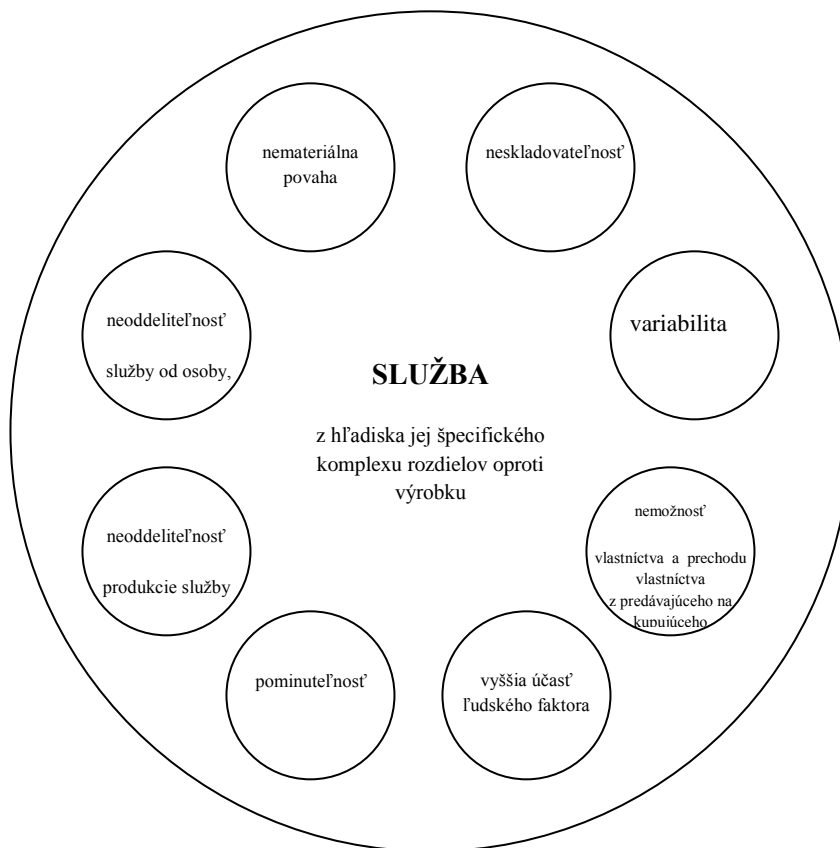 nemateriálna
povaha
neskladovateľnosť
neoddeliteľnosť
služby od osoby,
variabilita
SLUŽBA
z hľadiska jej špecifického
komplexu rozdielov oproti
výrobku
neoddeliteľnosť
produkcie služby
nemožnosť
vlastníctva a prechodu
vlastníctva
z predávajúceho na
kupujúceho
pominuteľnosť
vyššia účasť
ľudského faktora